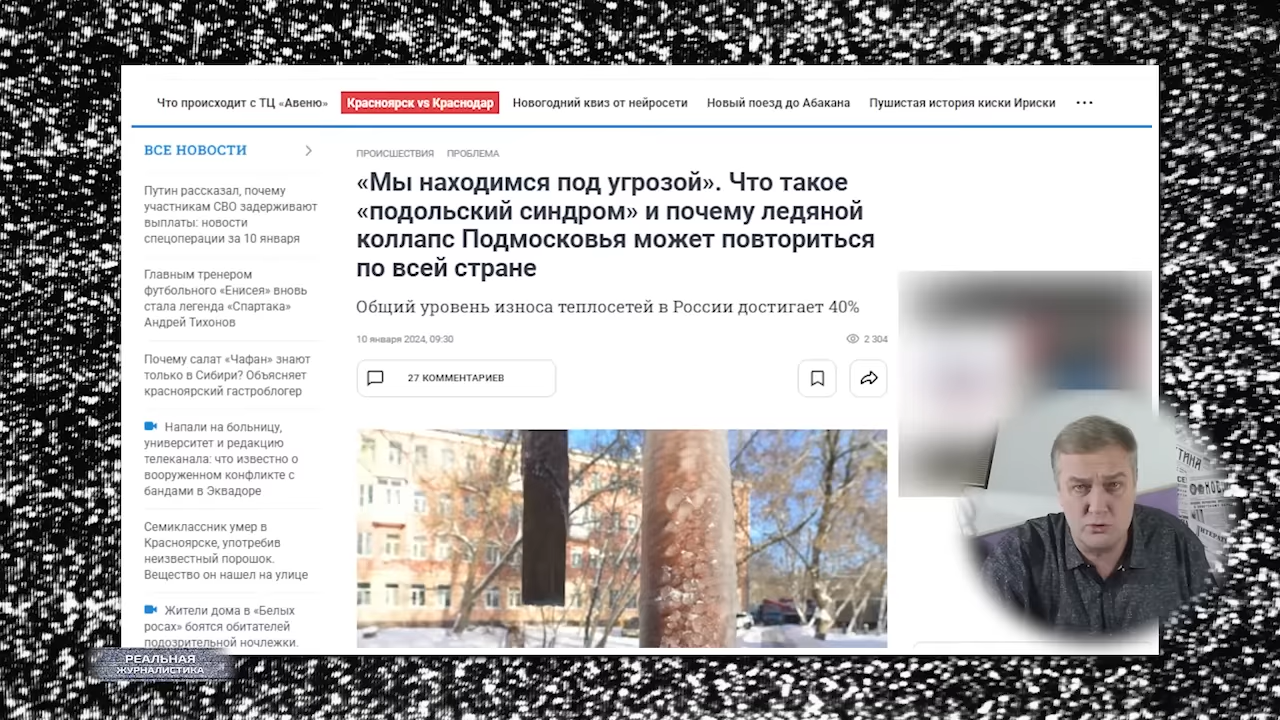 Что происходит с ТЦ «Авеню»
Красноярск vs Краснодар
Новогодний квиз от нейросети
Новый поезд до Абакана
Пушистая история киски Ириски
ВСЕ НОВОСТИ
Путин рассказал, почему
участникам СВО задерживают
выплаты: новости
спецоперации за 10 января
Главным тренером
футбольного «Енисея» вновь
стала легенда «Спартака»
Андрей Тихонов
Почему салат «Чафан» знают
только в Сибири? Объясняет
красноярский гастроблогер
Напали на больницу,
университет и редакцию
телеканала: что известно о
вооруженном конфликте с
бандами в Эквадоре
Семиклассник умер в
Красноярске, употребив
неизвестный порошок.
Вещество он нашел на улице
Жители дома в «Белых
росах» боятся обитателей
подозрительной ночлежки.
ПРОИСШЕСТВИЯ ПРОБЛЕМА
«Мы находимся под угрозой». Что такое
«подольский синдром» и почему ледяной
коллапс Подмосковья может повториться
по всей стране
Общий уровень износа теплосетей в России достигает 40%
10 января 2024, 09:30
2 304
27 КОММЕНТАРИЕВ
РЕАЛЬНАЯ
ЖУРНАЛИСТИКА